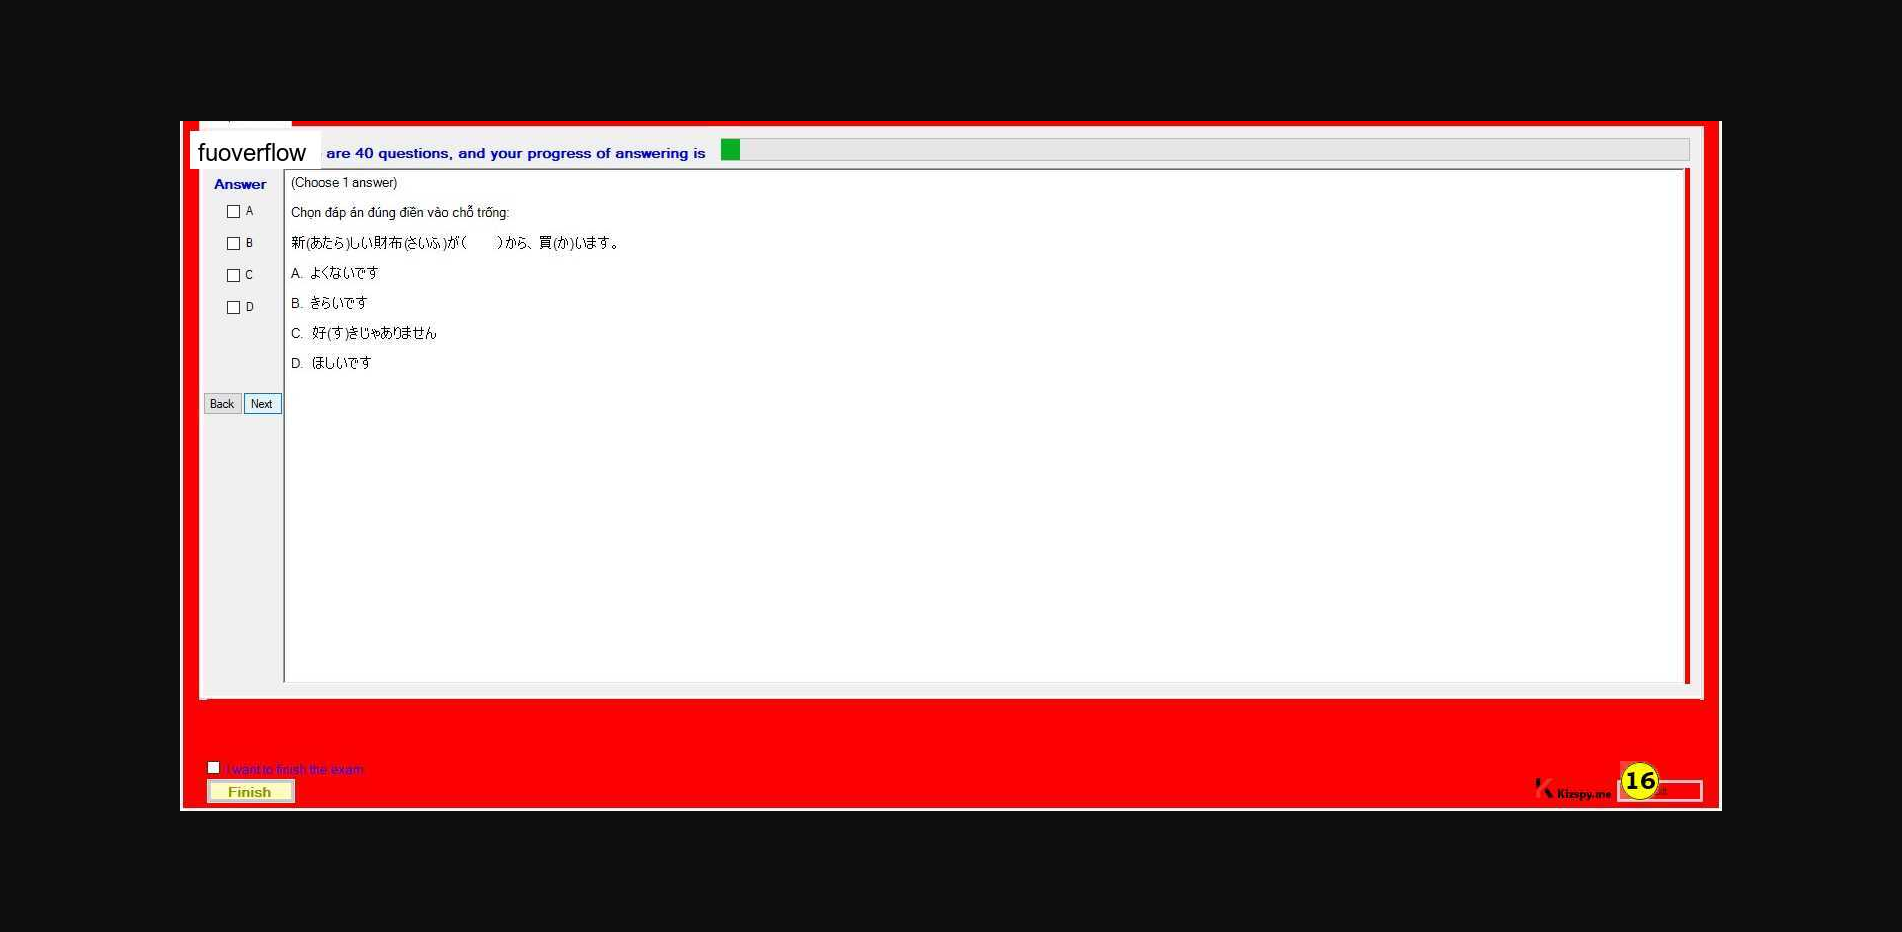 fuoverflow are 40 questions, and your progress of answering is
Answer
(Choose 1 answer)
A
Chọn đáp án đúng điền vào chỗ trống:
B
新(あたら)しい財布(さいふ)が(　　)から、買(か)います。
C
A. よくないです
D
B. きらいです
C. 好(す)きじゃありません
D. ほしいです
Back Next
I want to finish the exam
Finish
Kizspy.me
16